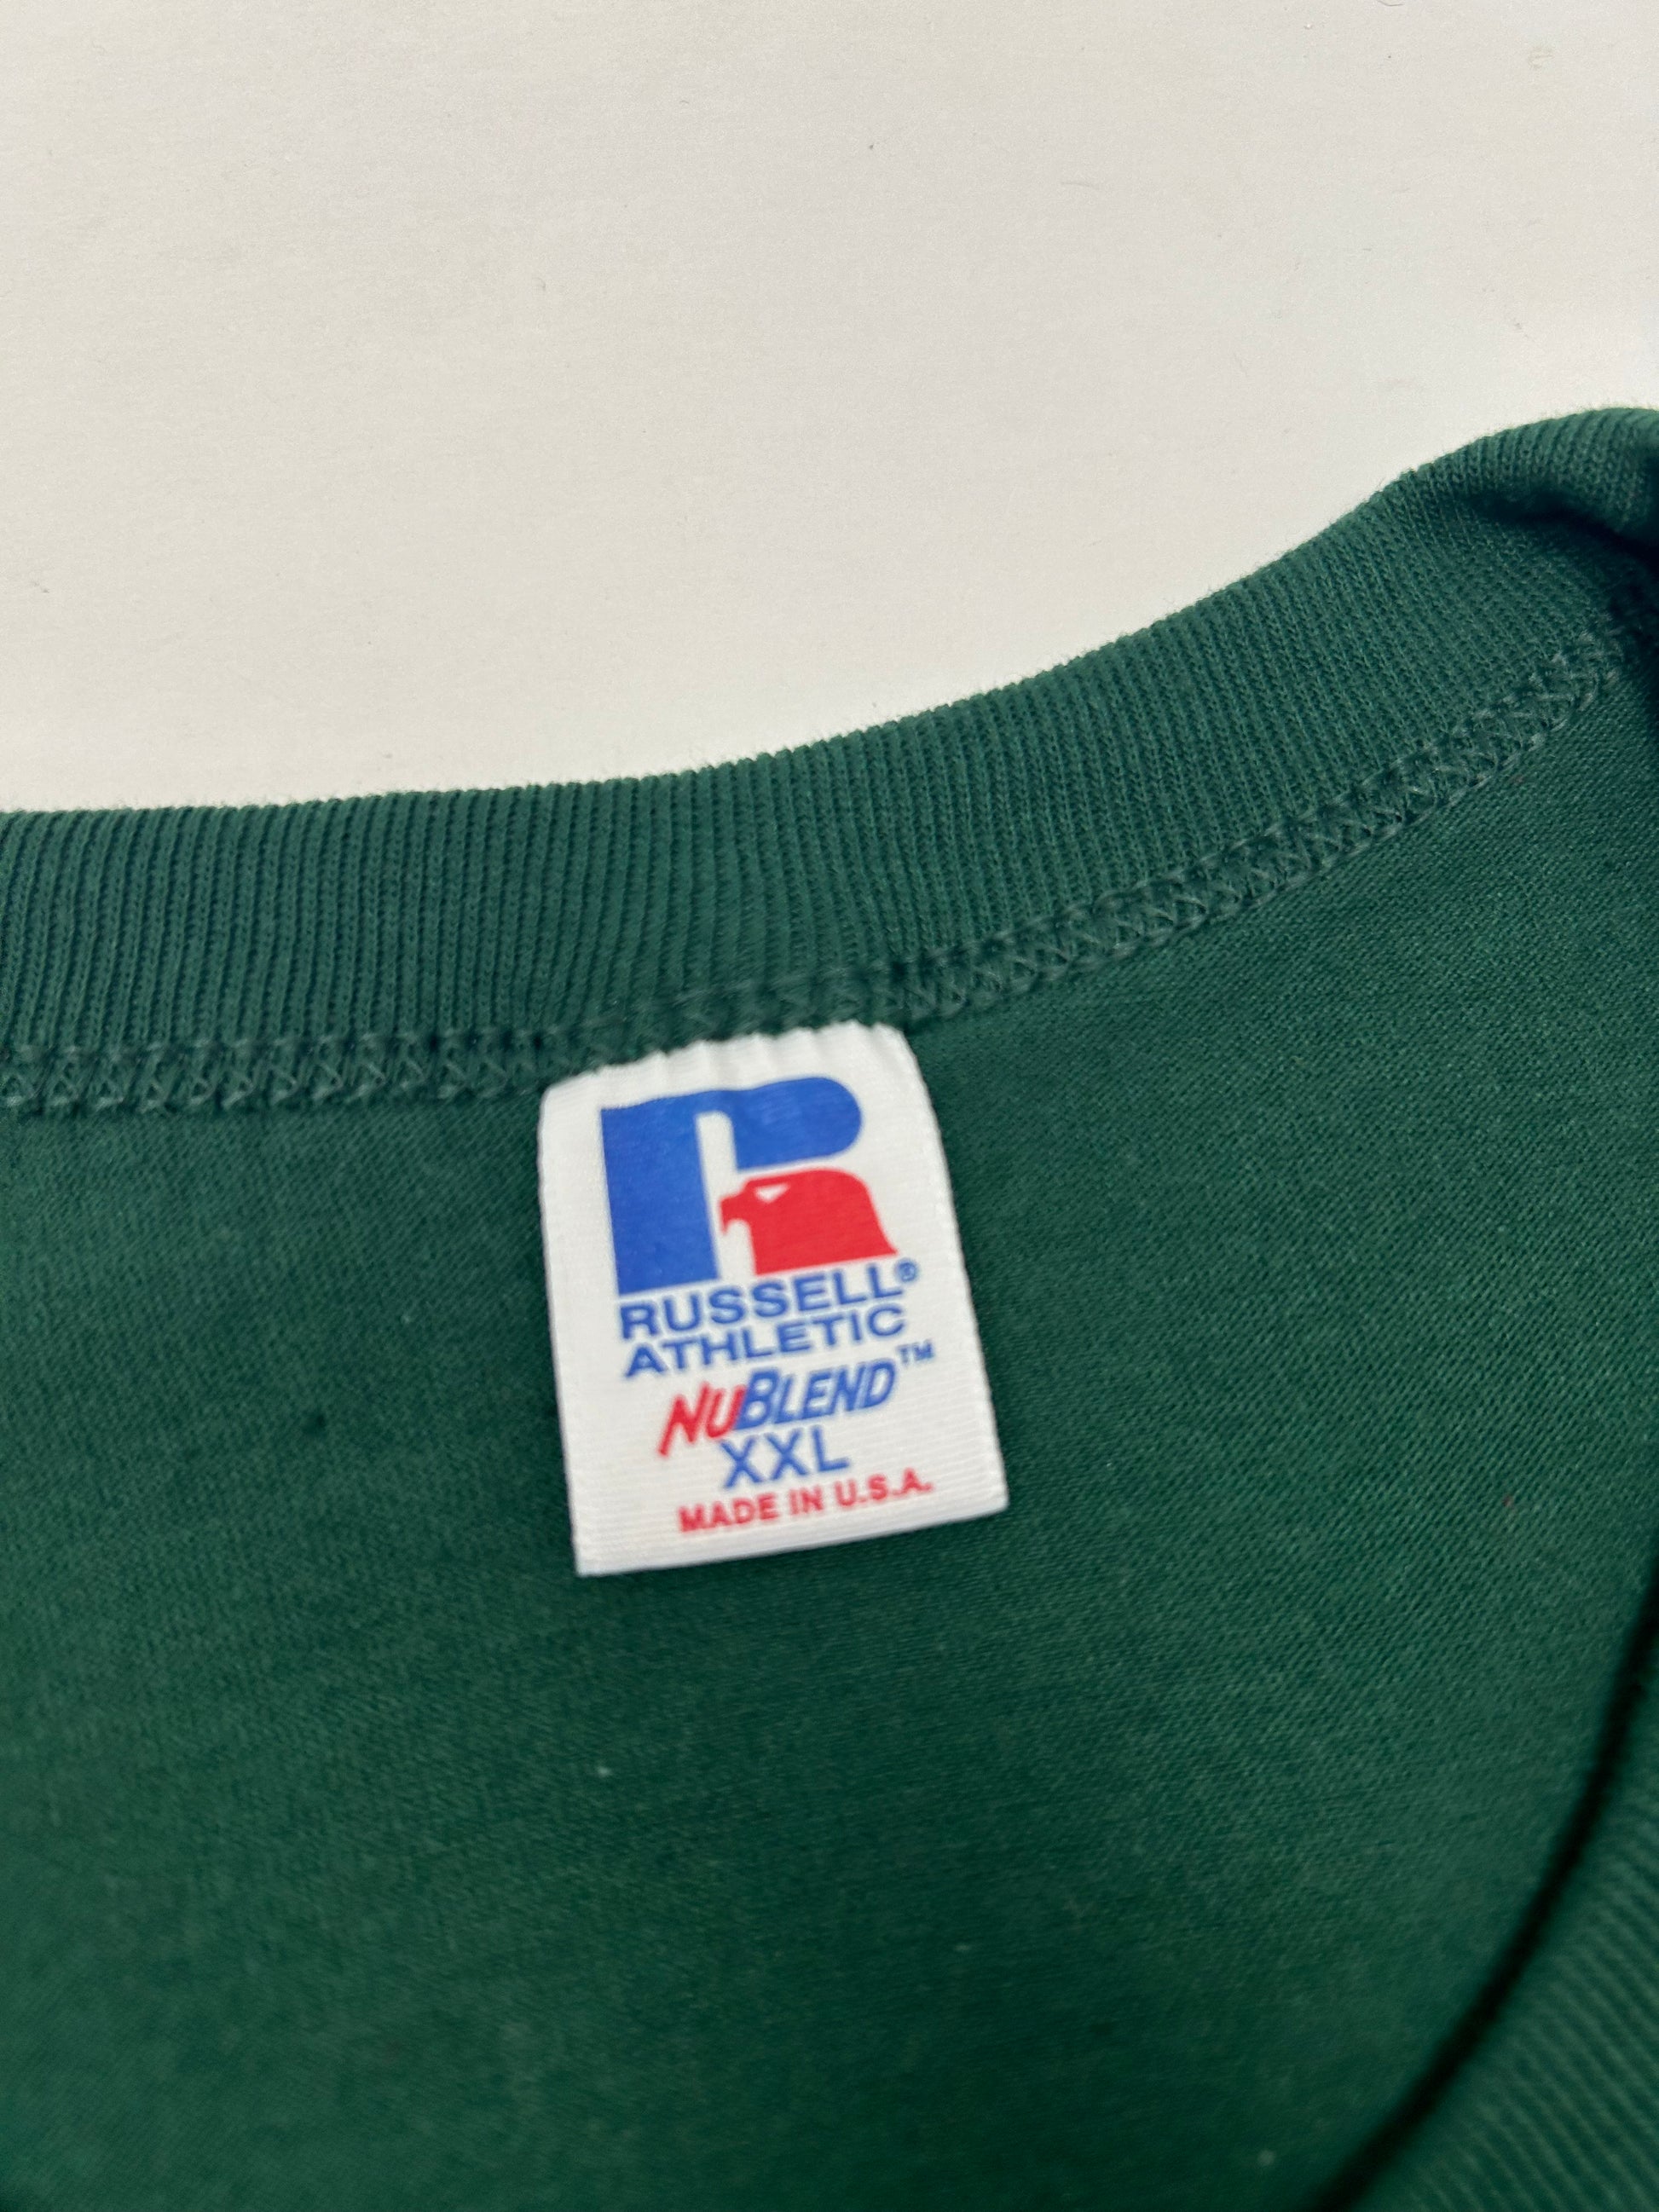 RUSSELL®
ATHLETIC
NUBLEND™
XXL
MADE IN U.S.A.